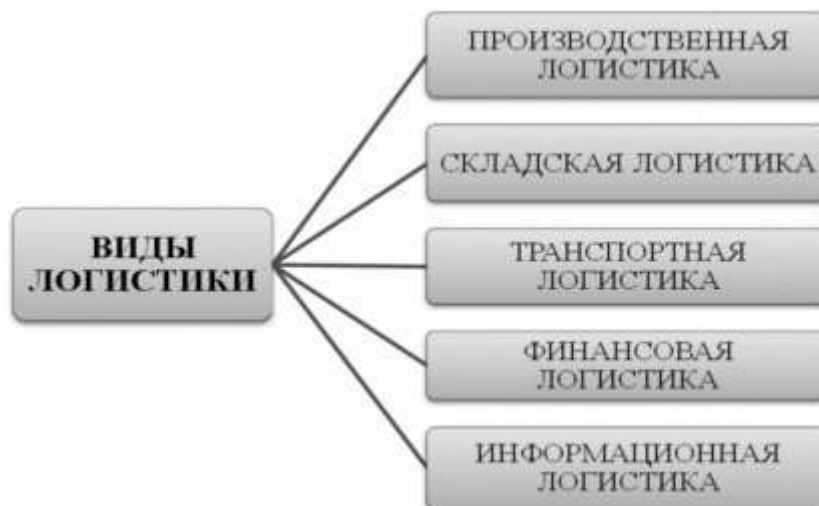 ВИДЫ
ЛОГИСТИКИ
ПРОИЗВОДСТВЕННАЯ
ЛОГИСТИКА
СКЛАДСКАЯ ЛОГИСТИКА
ТРАНСПОРТНАЯ
ЛОГИСТИКА
ФИНАНСОВАЯ
ЛОГИСТИКА
ИНФОРМАЦИОННАЯ
ЛОГИСТИКА